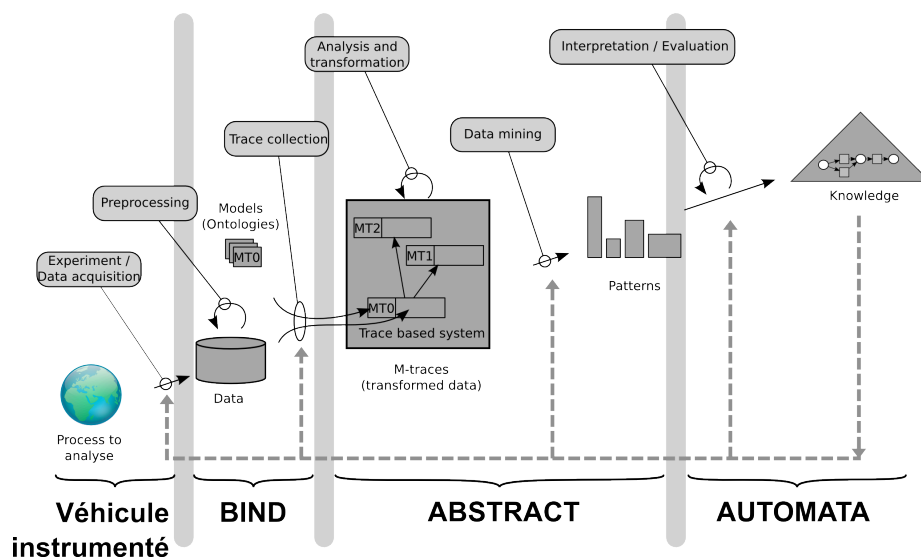 Interpretation / Evaluation
Analysis and
transformation
Trace collection
Data mining
Preprocessing
Models
(Ontologies)
MT0
Experiment /
Data acquisition
MT2
MT1
MT0
Trace based system
Knowledge
Patterns
M-traces
(transformed data)
Data
Process to
analyse
Véhicule
instrumenté
BIND
ABSTRACT
AUTOMATA